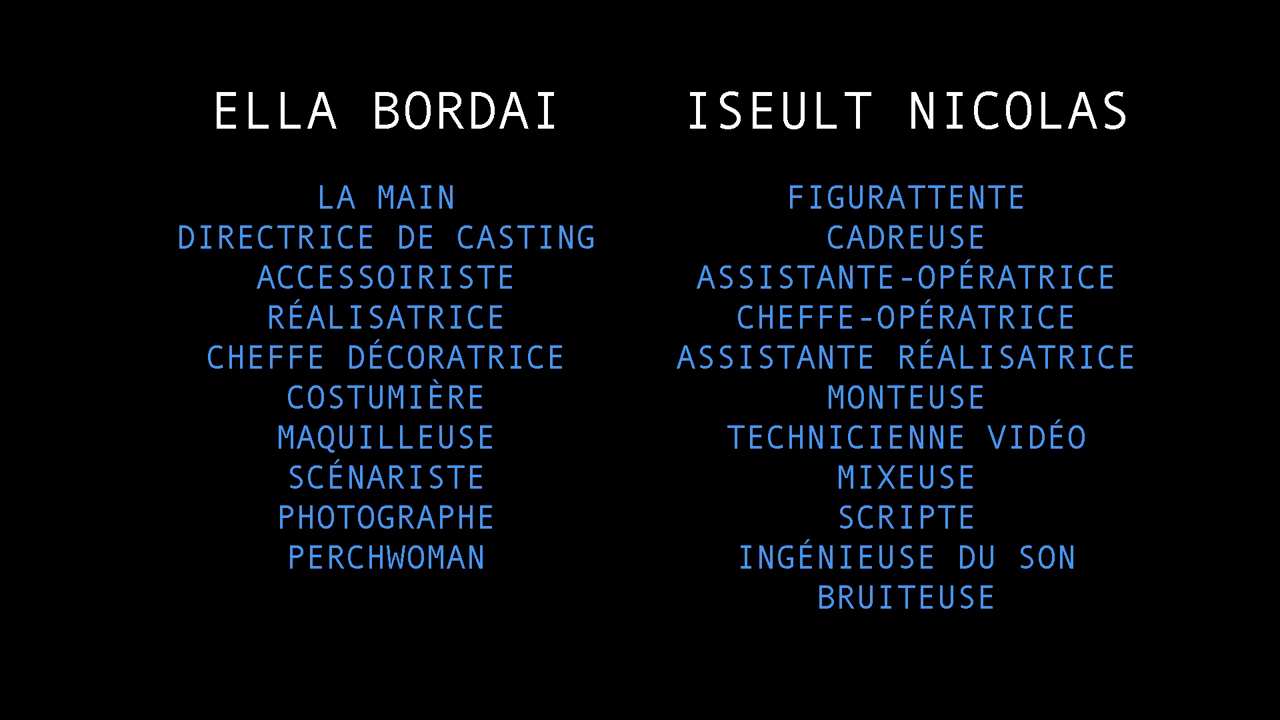 ELLA BORDAI
LA MAIN
DIRECTRICE DE CASTING
ACCESSOIRISTE
RÉALISATRICE
CHEFFE DÉCORATRICE
COSTUMIÈRE
MAQUILLEUSE
SCÉNARISTE
PHOTOGRAPHE
PERCHWOMAN
ISEULT NICOLAS
FIGURATTENTE
CADREUSE
ASSISTANTE-OPÉRATRICE
CHEFFE-OPÉRATRICE
ASSISTANTE RÉALISATRICE
MONTEUSE
TECHNICIENNE VIDÉO
MIXEUSE
SCRIPTE
INGÉNIEUSE DU SON
BRUITEUSE